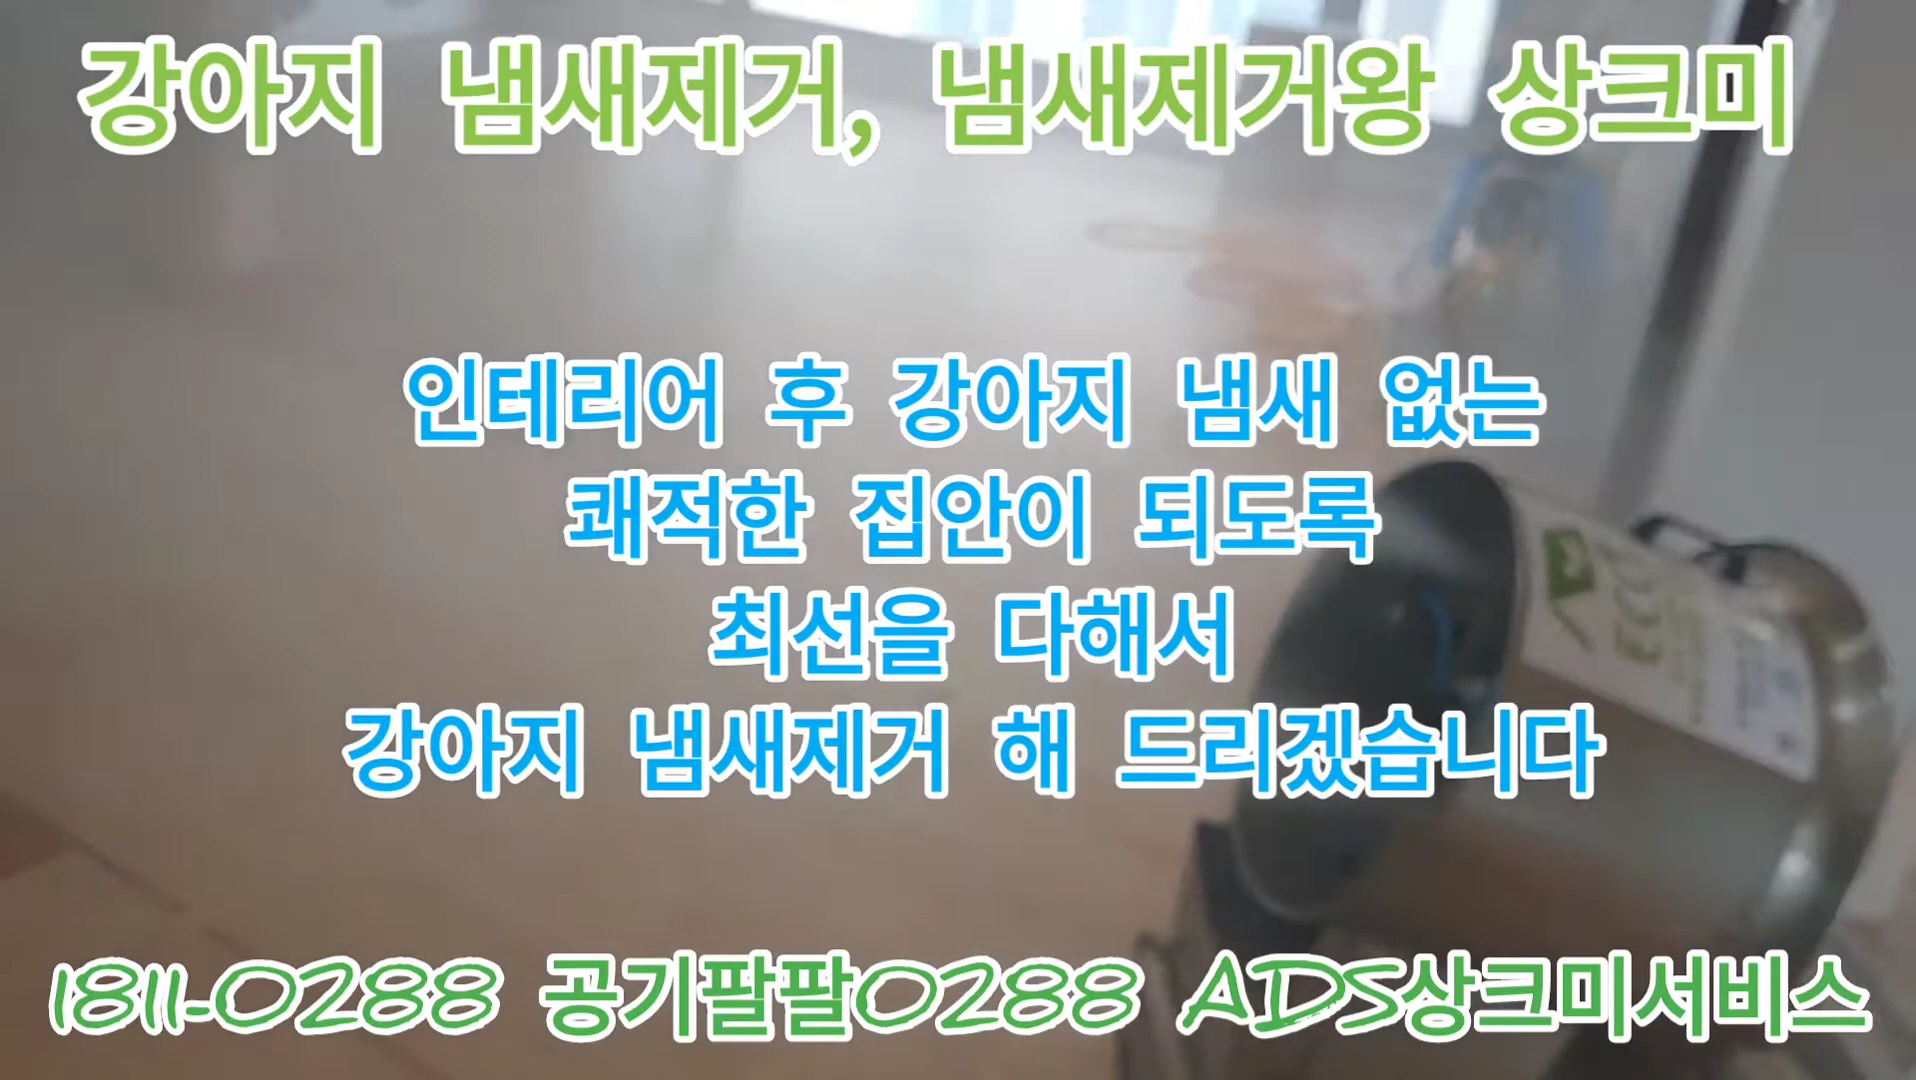 강아지 냄새제거, 냄새제거왕 상크미
인테리어 후 강아지 냄새 없는
쾌적한 집안이 되도록
최선을 다해서
강아지 냄새제거 해 드리겠습니다
1811-0288 공기팔팔0288 ADS상크미서비스